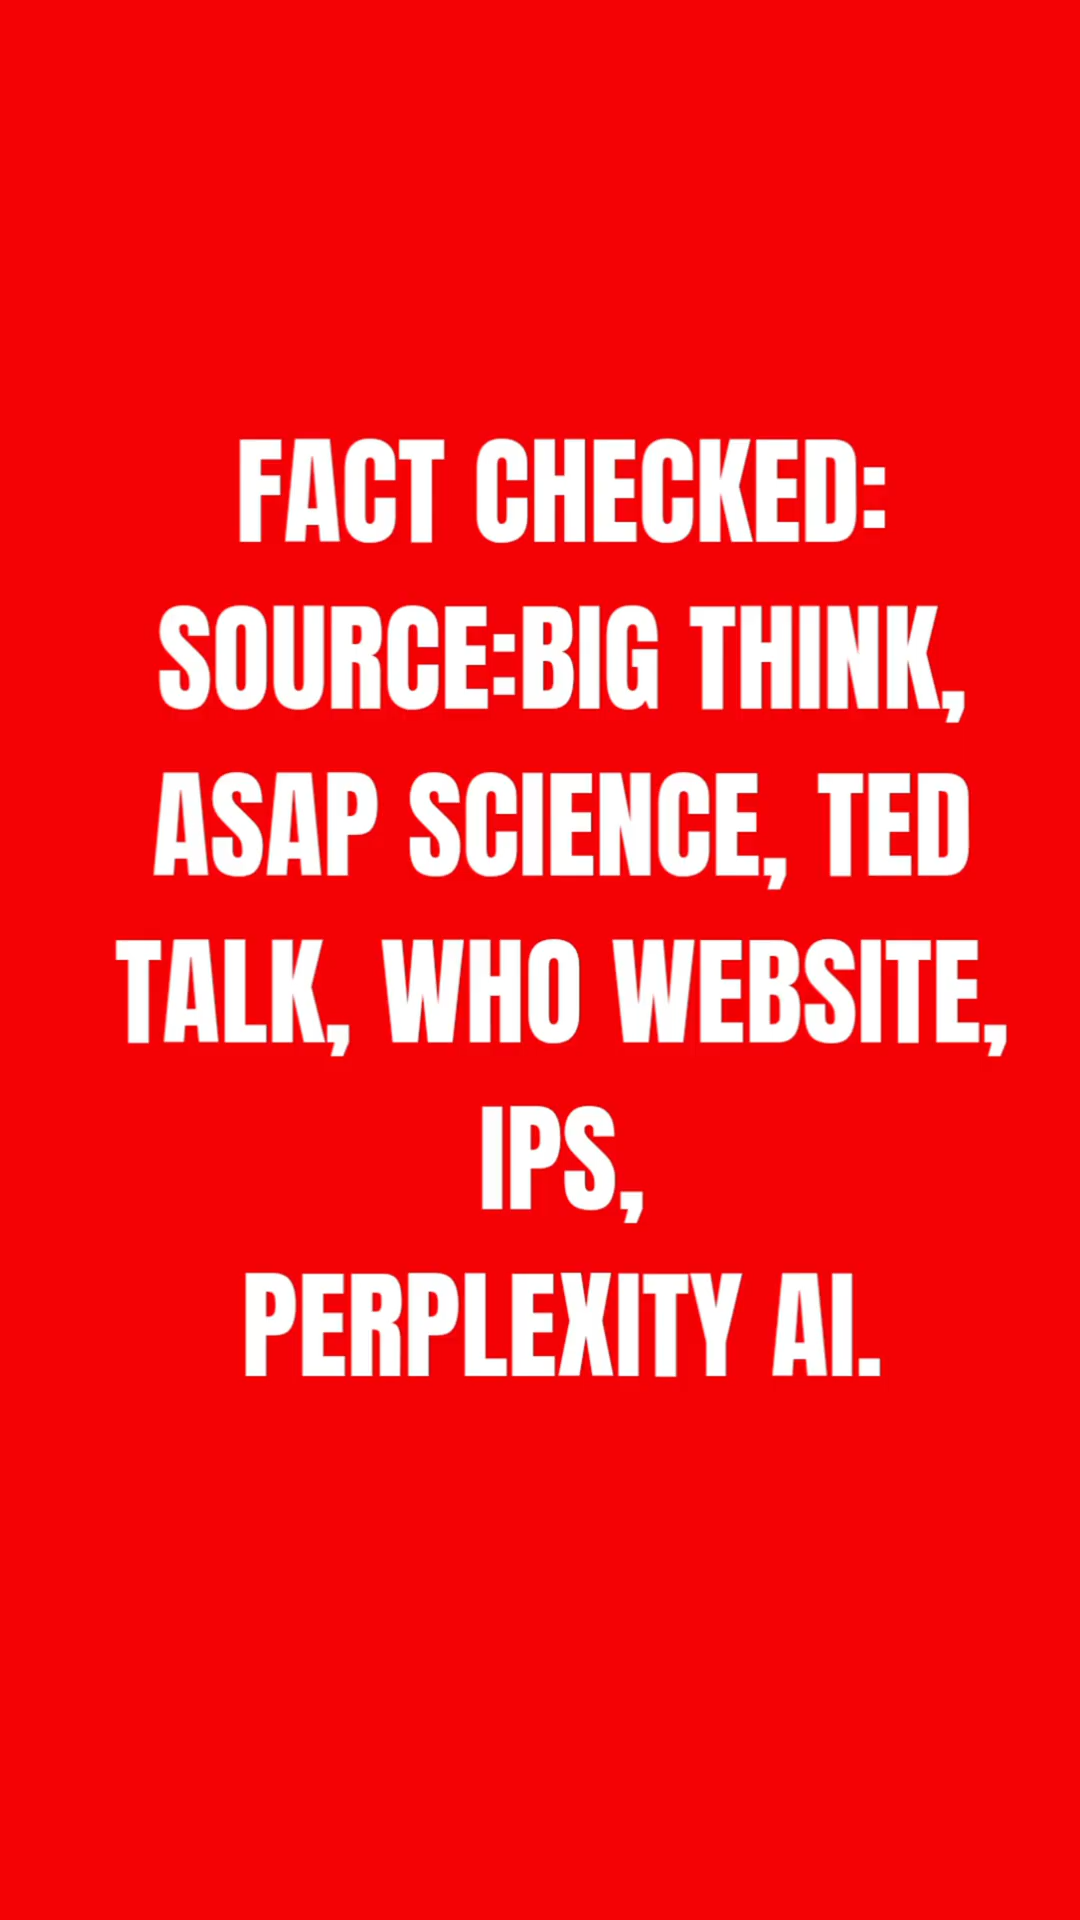 FACT CHECKED:
SOURCE:BIG THINK,
ASAP SCIENCE, TED
TALK, WHO WEBSITE,
IPS,
PERPLEXITY AI.